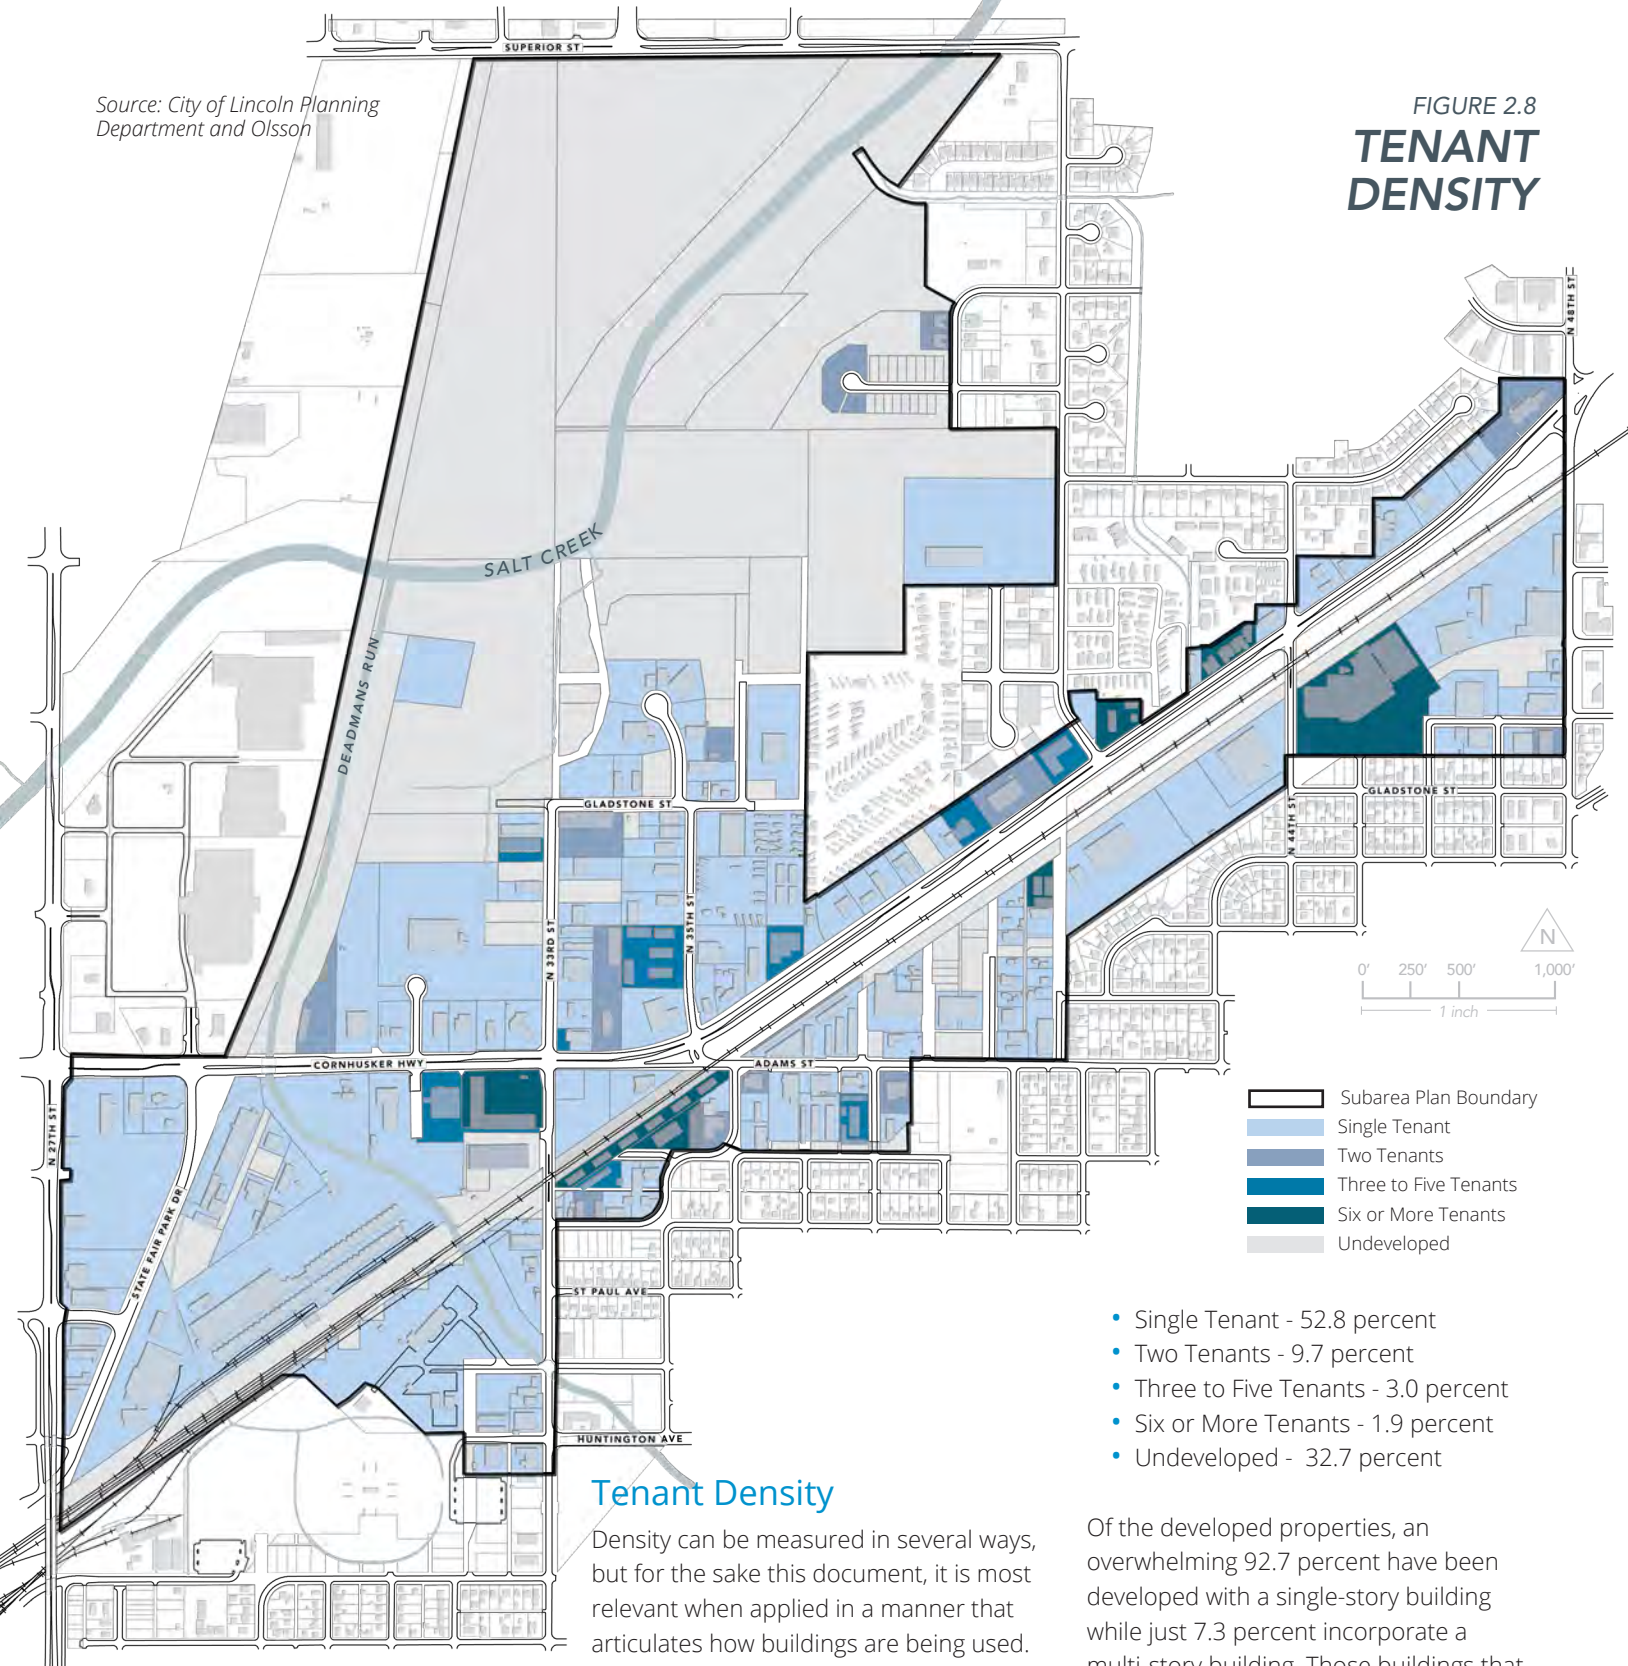 SUPERIOR ST
Source: City of Lincoln Planning
Department and Olsson
FIGURE 2.8
TENANT
DENSITY
N 48TH ST
SALT CREEK
DEADMANS RUN
GLADSTONE ST
GLADSTONE ST
N 44TH ST
N 35TH ST
N 33RD ST
N
0' 250' 500' 1,000'
1 inch
CORNHUSKER HWY
ADAMS ST
N 27TH ST
STATE FAIR PARK DR
ST PAUL AVE
HUNTINGTON AVE
Subarea Plan Boundary
Single Tenant
Two Tenants
Three to Five Tenants
Six or More Tenants
Undeveloped
• Single Tenant - 52.8 percent
• Two Tenants - 9.7 percent
• Three to Five Tenants - 3.0 percent
• Six or More Tenants - 1.9 percent
• Undeveloped - 32.7 percent
Tenant Density
Density can be measured in several ways,
but for the sake this document, it is most
relevant when applied in a manner that
articulates how buildings are being used.
Of the developed properties, an
overwhelming 92.7 percent have been
developed with a single-story building
while just 7.3 percent incorporate a
multi-story building. Those buildings that